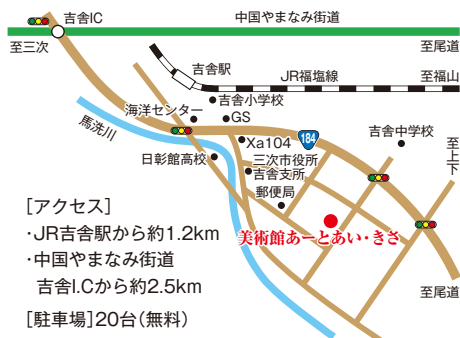 吉舎IC
中国やまなみ街道
至三次
至尾道
吉舎駅
JR福塩線
至福山
吉舎小学校
海洋センター
GS
馬洗川
184
吉舎中学校
Xa104
至上下
日彰館高校
三次市役所
吉舎支所
郵便局
[アクセス]
・JR吉舎駅から約1.2km
美術館あーとあい・きさ
・中国やまなみ街道
吉舎I.Cから約2.5km
至尾道
[駐車場]20台(無料)